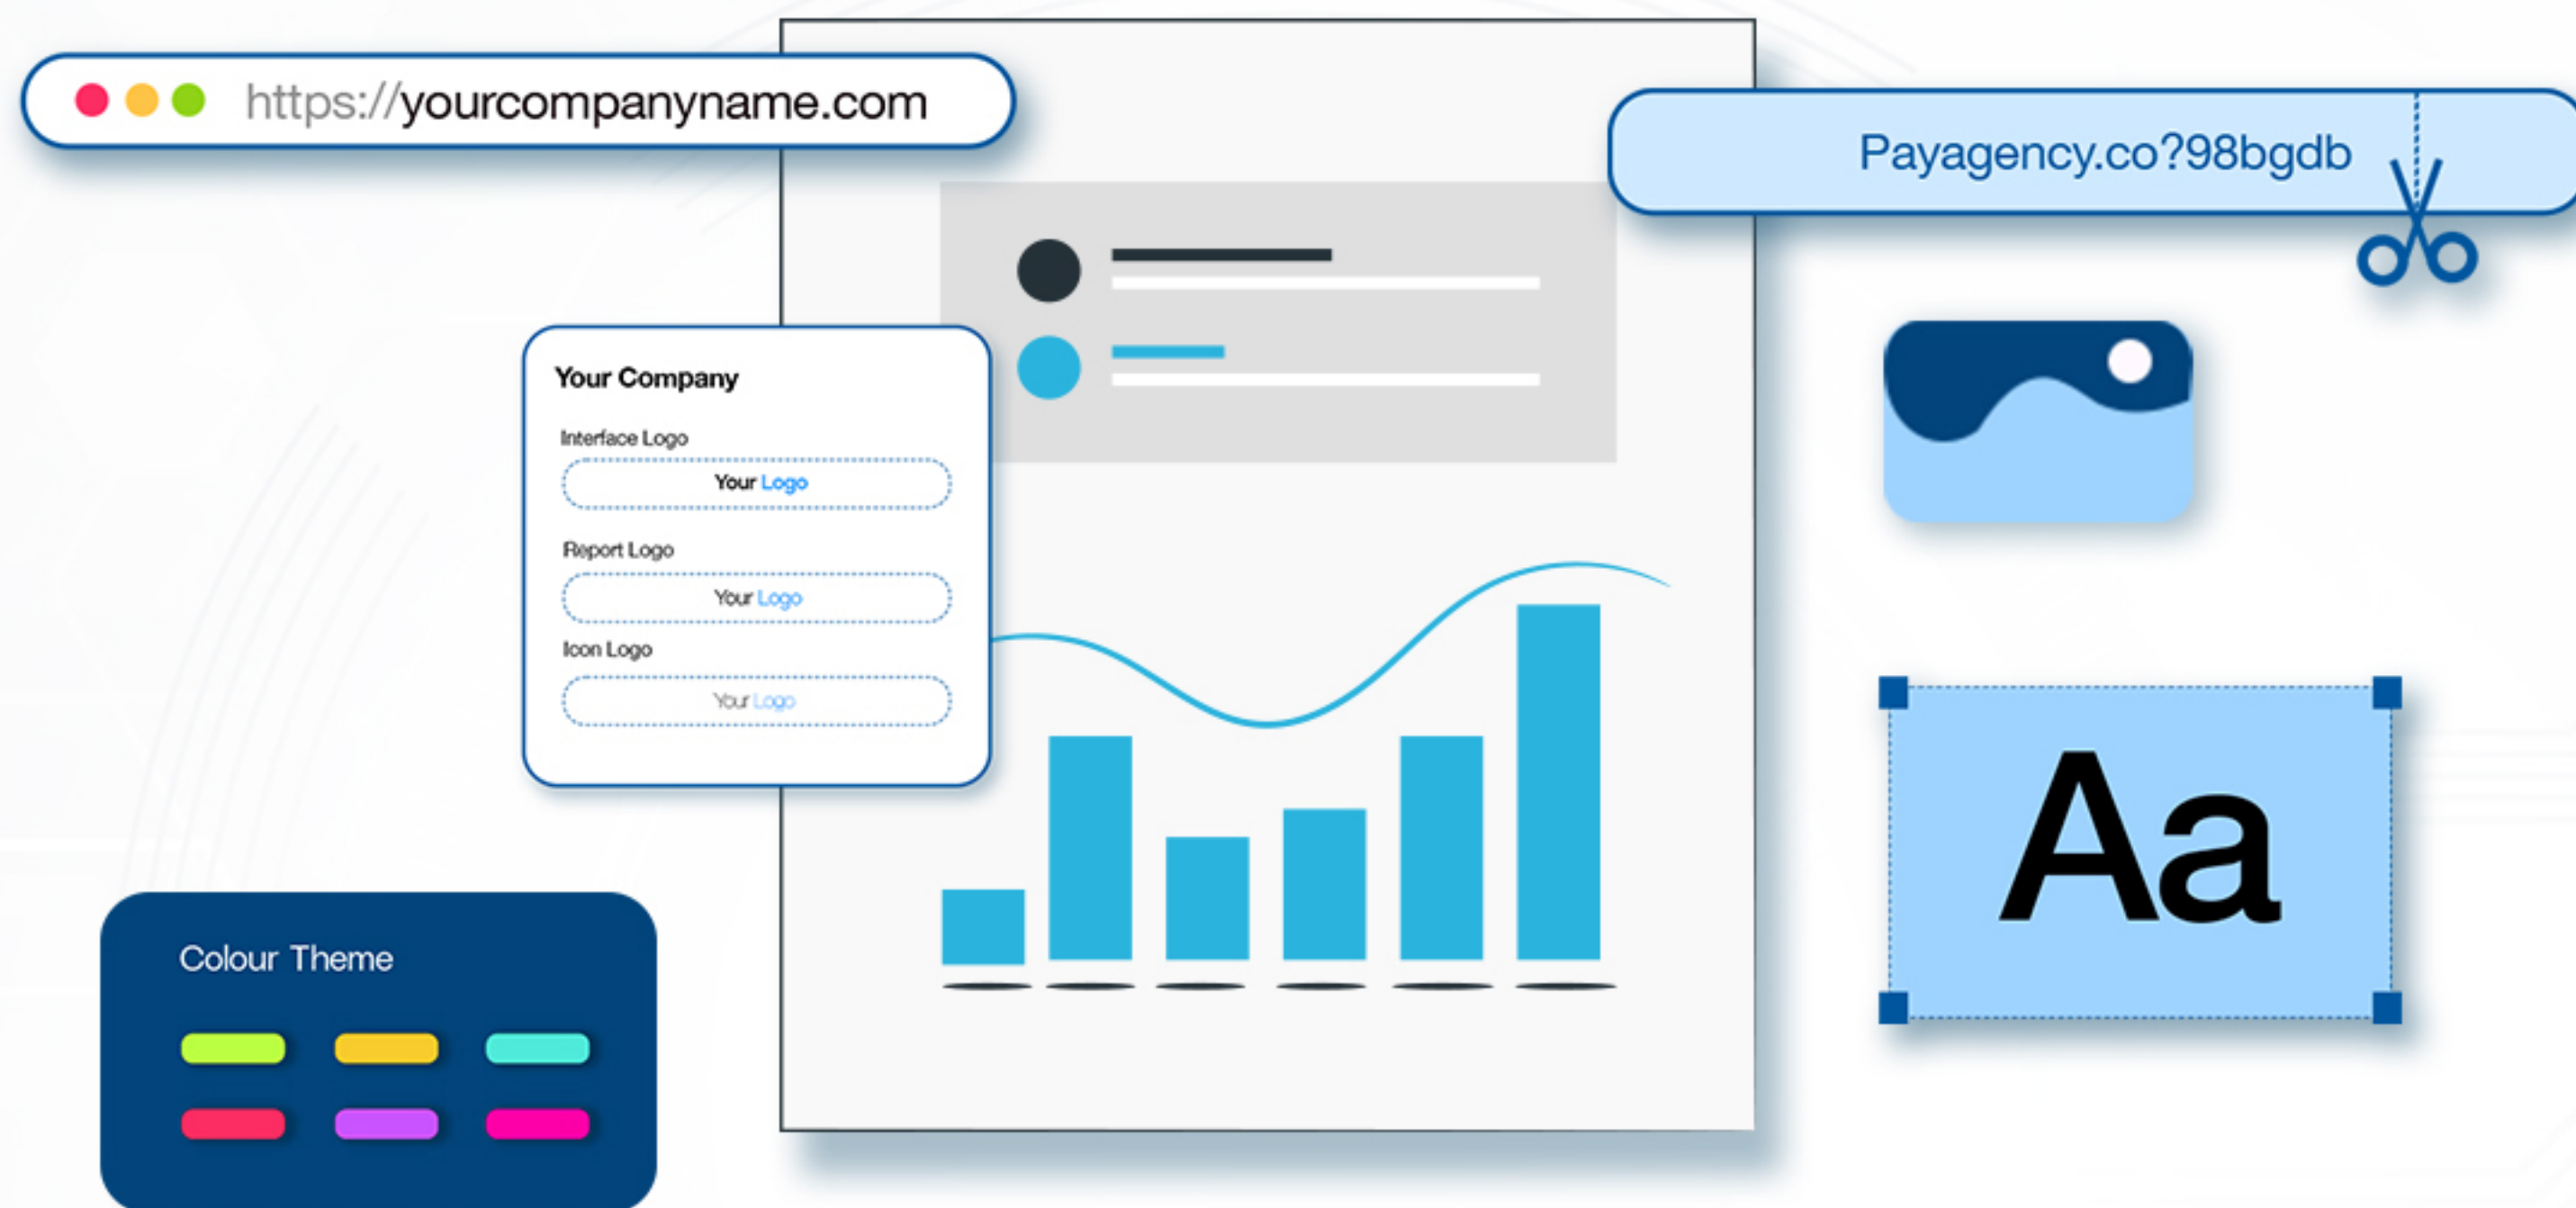 https://yourcompanyname.com
Payagency.co?98bgdb
Your Company
Interface Logo
Your Logo
Report Logo
Your Logo
Icon Logo
Your Logo
Aa
Colour Theme